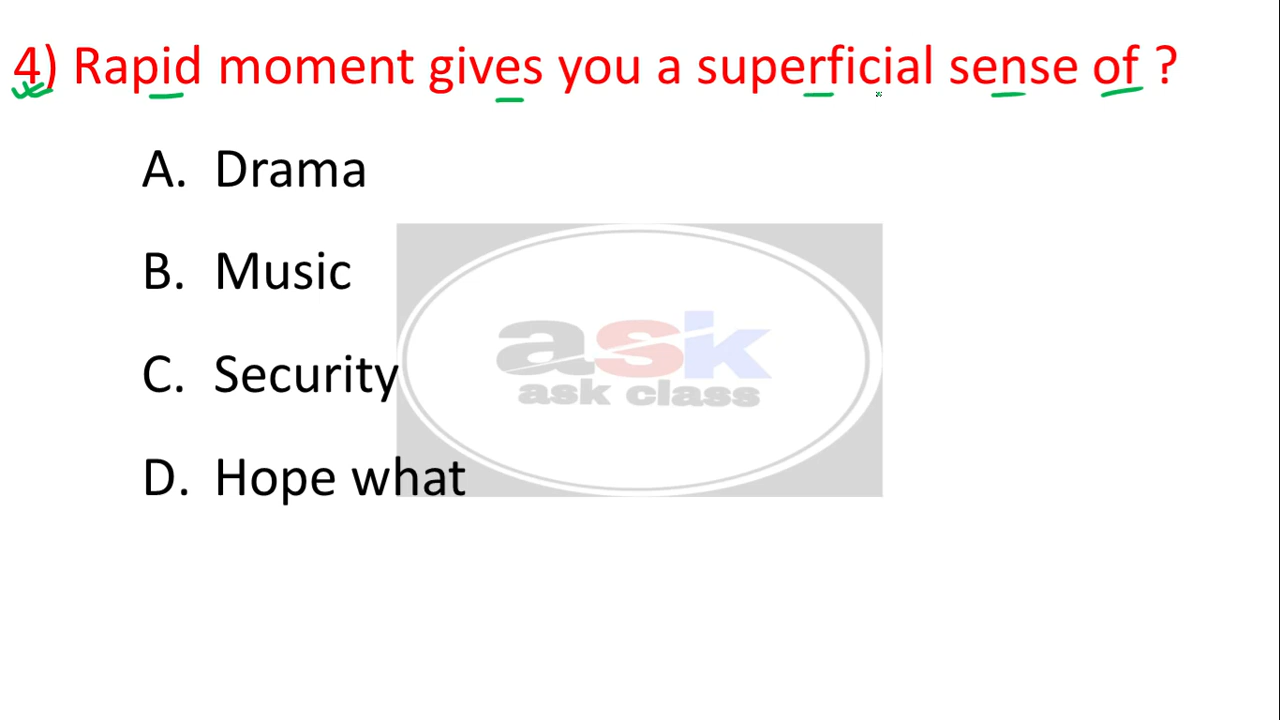 4) Rapid moment gives you a superficial sense of ?
A. Drama
B. Music
C. Security
D. Hope what
ask
ask class